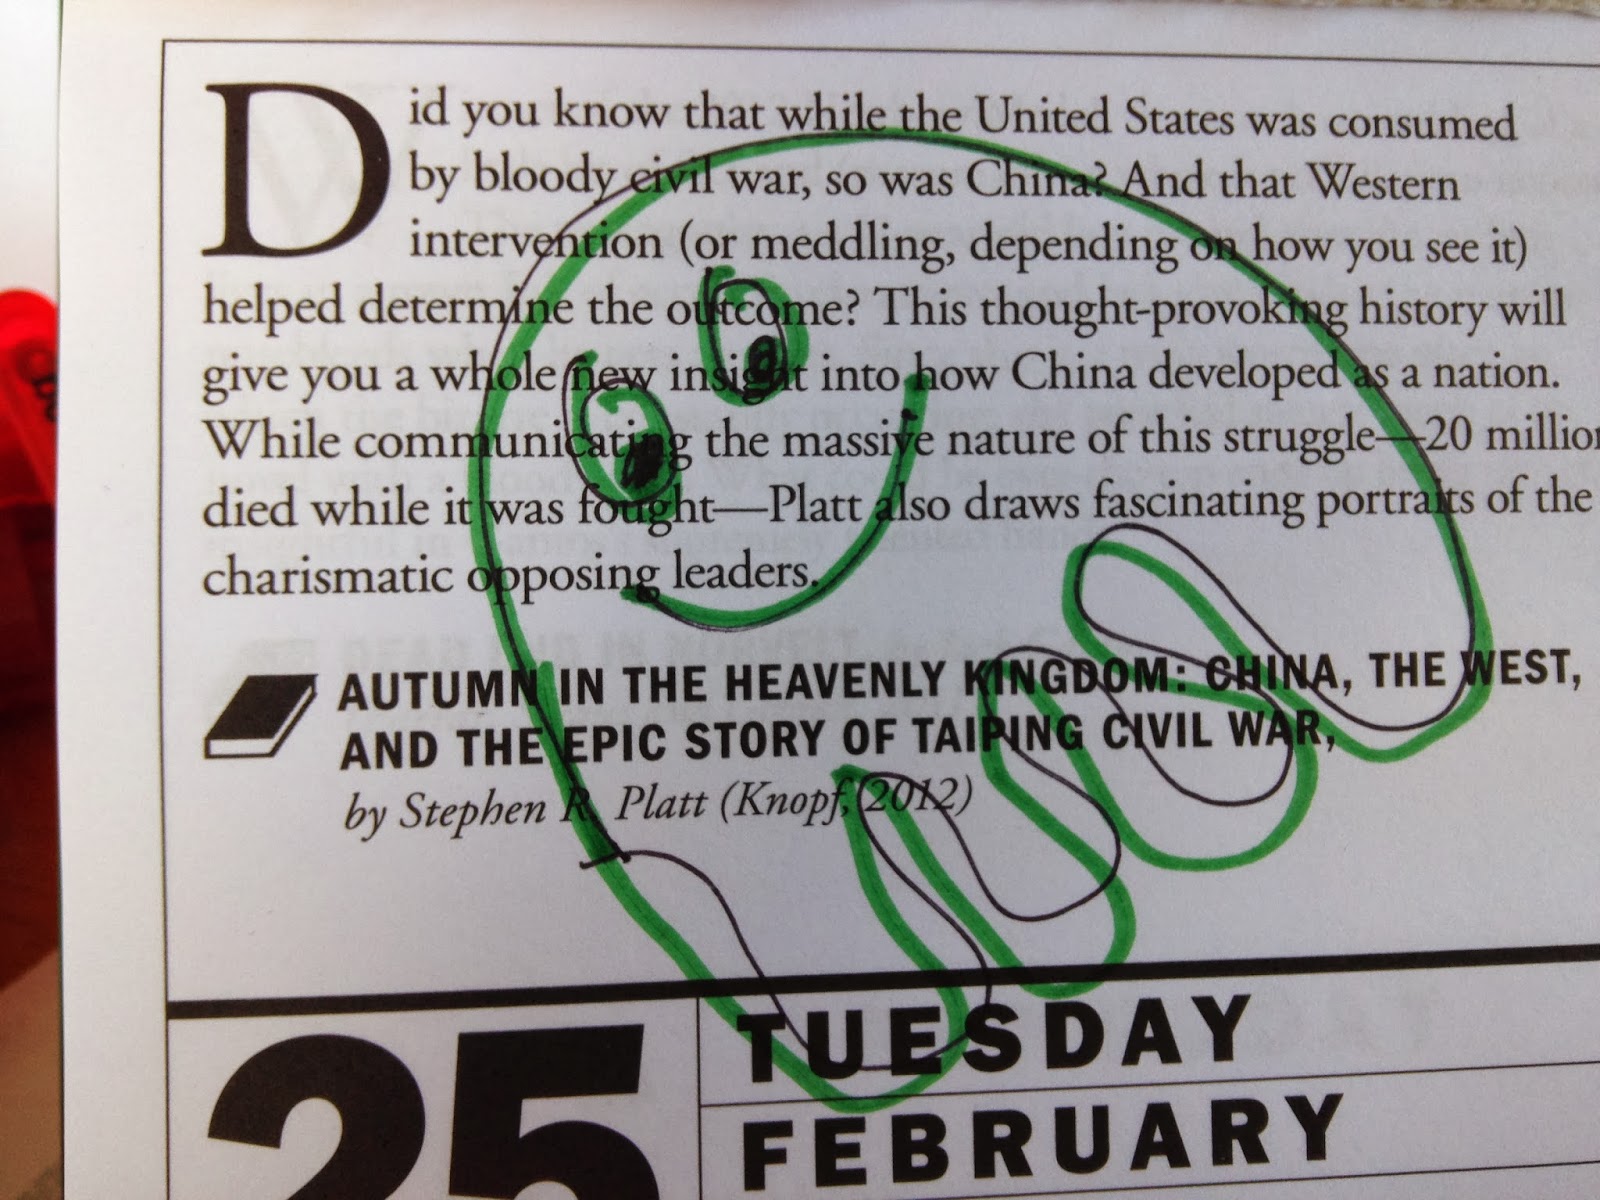 Did you know that while the United States was consumed
by bloody civil war, so was China? And that Western
intervention (or meddling, depending on how you see it)
helped determine the outcome? This thought-provoking history will
give you a whole new insight into how China developed as a nation.
While communicating the massive nature of this struggle—20 million
died while it was fought—Platt also draws fascinating portraits of the
charismatic opposing leaders.
AUTUMN IN THE HEAVENLY KINGDOM: CHINA, THE WEST,
AND THE EPIC STORY OF TAIPING CIVIL WAR,
by Stephen R. Platt (Knopf, 2012)
25
TUESDAY
FEBRUARY